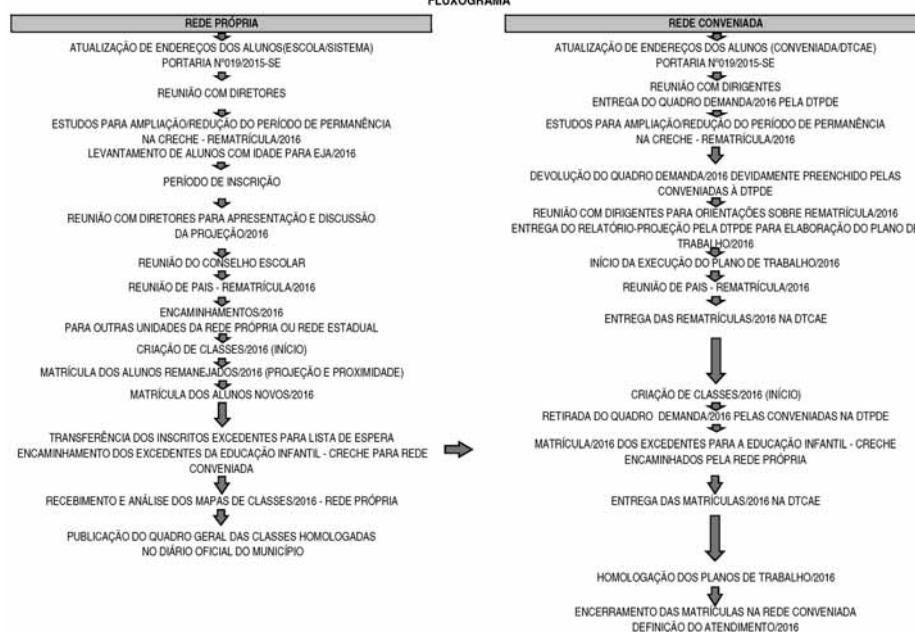 FLUXOGRAMA
REDE PRÓPRIA
ATUALIZAÇÃO DE ENDEREÇOS DOS ALUNOS(ESCOLA/SISTEMA)
PORTARIA Nº019/2015-SE
REUNIÃO COM DIRETORES
ESTUDOS PARA AMPLIAÇÃO/REDUÇÃO DO PERÍODO DE PERMANÊNCIA
NA CRECHE - REMATRÍCULA/2016
LEVANTAMENTO DE ALUNOS COM IDADE PARA EJA/2016
PERÍODO DE INSCRIÇÃO
REUNIÃO COM DIRETORES PARA APRESENTAÇÃO E DISCUSSÃO
DA PROJEÇÃO/2016
REUNIÃO DO CONSELHO ESCOLAR
REUNIÃO DE PAIS - REMATRÍCULA/2016
ENCAMINHAMENTOS/2016
PARA OUTRAS UNIDADES DA REDE PRÓPRIA OU REDE ESTADUAL
CRIAÇÃO DE CLASSES/2016 (INÍCIO)
MATRÍCULA DOS ALUNOS REMANEJADOS/2016 (PROJEÇÃO E PROXIMIDADE)
MATRÍCULA DOS ALUNOS NOVOS/2016
TRANSFERÊNCIA DOS INSCRITOS EXCEDENTES PARA LISTA DE ESPERA
ENCAMINHAMENTO DOS EXCEDENTES DA EDUCAÇÃO INFANTIL - CRECHE PARA REDE
CONVENIADA
RECEBIMENTO E ANÁLISE DOS MAPAS DE CLASSES/2016 - REDE PRÓPRIA
PUBLICAÇÃO DO QUADRO GERAL DAS CLASSES HOMOLOGADAS
NO DIÁRIO OFICIAL DO MUNICÍPIO
REDE CONVENIADA
ATUALIZAÇÃO DE ENDEREÇOS DOS ALUNOS (CONVENIADA/DTCAE)
PORTARIA Nº019/2015-SE
REUNIÃO COM DIRIGENTES
ENTREGA DO QUADRO DEMANDA/2016 PELA DTPDE
ESTUDOS PARA AMPLIAÇÃO/REDUÇÃO DO PERÍODO DE PERMANÊNCIA
NA CRECHE - REMATRÍCULA/2016
DEVOLUÇÃO DO QUADRO DEMANDA/2016 DEVIDAMENTE PREENCHIDO PELAS
CONVENIADAS À DTPDE
REUNIÃO COM DIRIGENTES PARA ORIENTAÇÕES SOBRE REMATRÍCULA/2016
ENTREGA DO RELATÓRIO-PROJEÇÃO PELA DTPDE PARA ELABORAÇÃO DO PLANO DE
TRABALHO/2016
INÍCIO DA EXECUÇÃO DO PLANO DE TRABALHO/2016
REUNIÃO DE PAIS - REMATRÍCULA/2016
ENTREGA DAS REMATRÍCULAS/2016 NA DTCAE
CRIAÇÃO DE CLASSES/2016 (INÍCIO)
RETIRADA DO QUADRO DEMANDA/2016 PELAS CONVENIADAS NA DTPDE
MATRÍCULA/2016 DOS EXCEDENTES PARA A EDUCAÇÃO INFANTIL - CRECHE
ENCAMINHADOS PELA REDE PRÓPRIA
ENTREGA DAS MATRÍCULAS/2016 NA DTCAE
HOMOLOGAÇÃO DOS PLANOS DE TRABALHO/2016
ENCERRAMENTO DAS MATRÍCULAS NA REDE CONVENIADA
DEFINIÇÃO DO ATENDIMENTO/2016